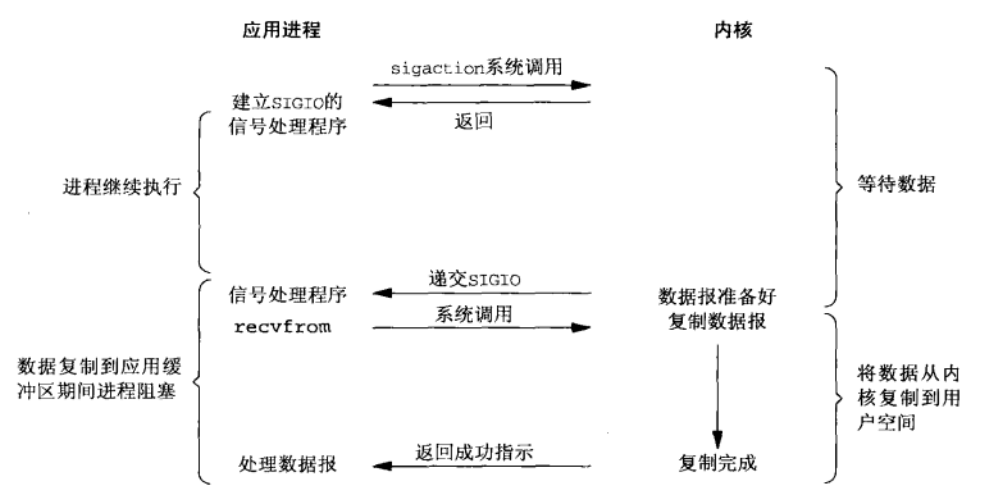 应用进程
内核
sigaction系统调用
建立SIGIO的
信号处理程序
返回
进程继续执行
等待数据
递交SIGIO
信号处理程序
数据报准备好
系统调用
recvfrom
复制数据报
数据复制到应用缓
冲区期间进程阻塞
将数据从内
核复制到用
户空间
返回成功指示
处理数据报
复制完成